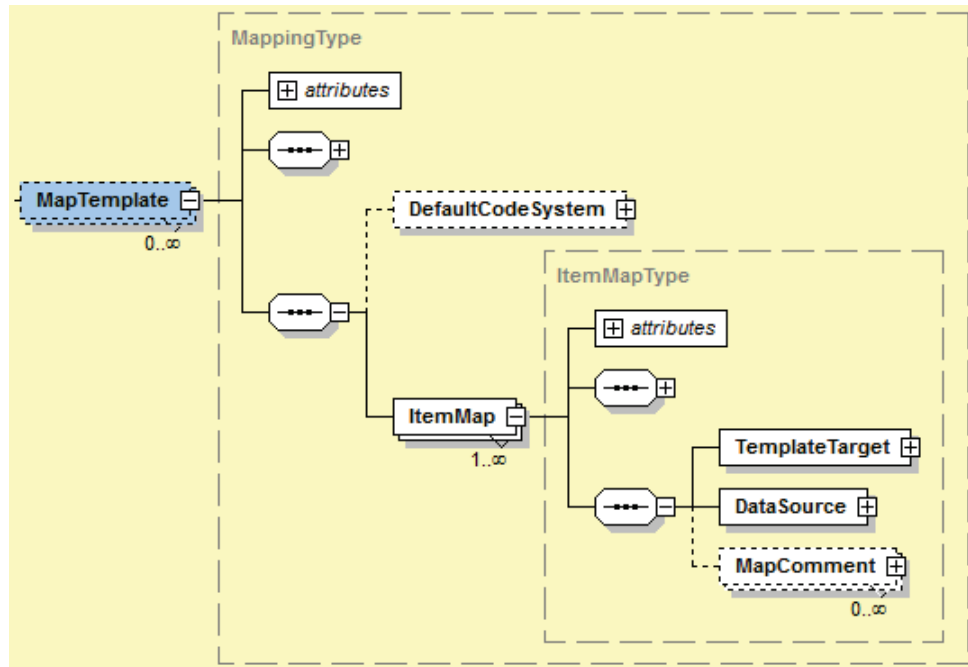 MappingType
attributes
MapTemplate
0..∞
DefaultCodeSystem
ItemMapType
attributes
ItemMap
1..∞
TemplateTarget
DataSource
MapComment
0..∞